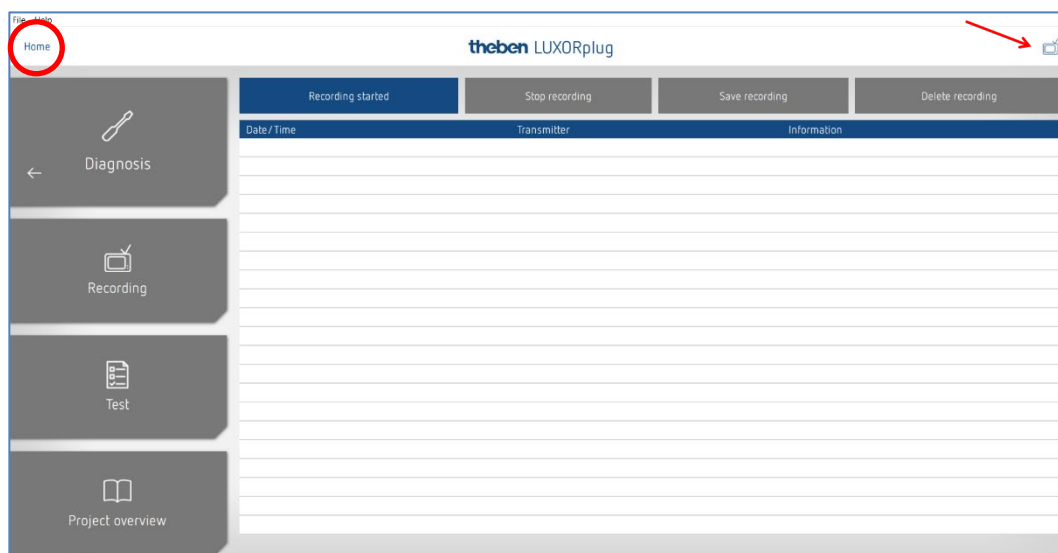 File Help
Home
theben LUXORplug
Recording started Stop recording Save recording Delete recording
Date/Time Transmitter Information
Diagnosis
Recording
Test
Project overview